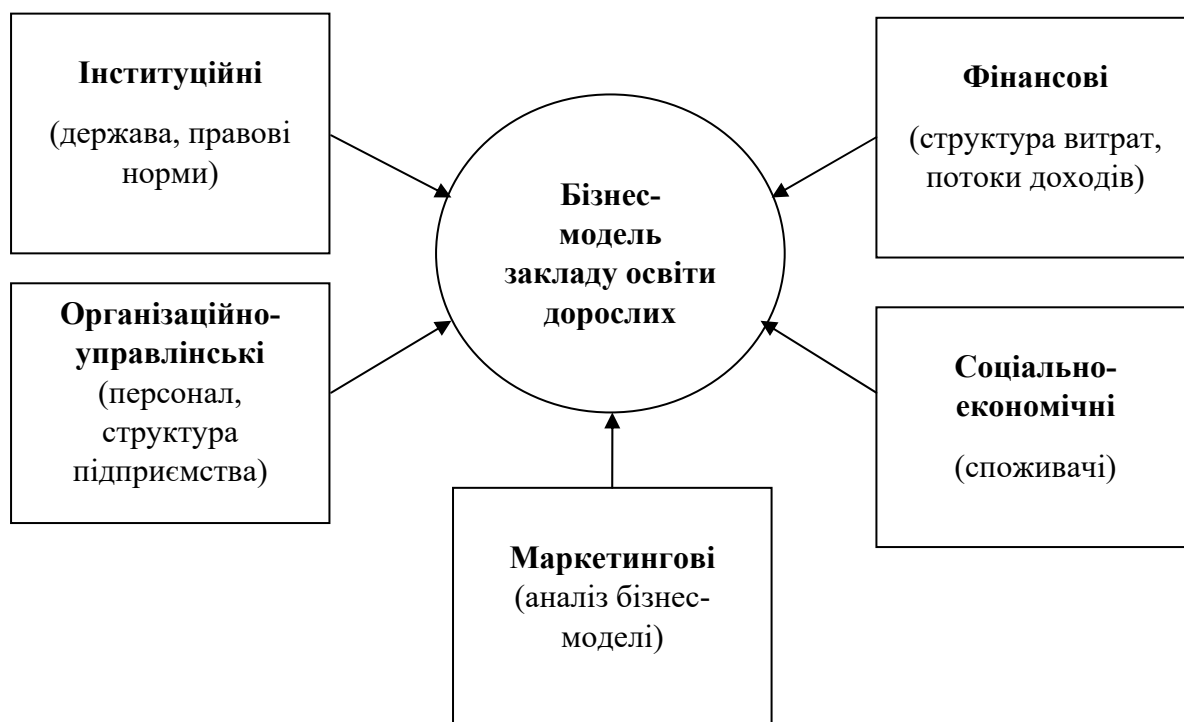 Інституційні
(держава, правові
норми)
Фінансові
(структура витрат,
потоки доходів)
Бізнес-
модель
закладу освіти
дорослих
Організаційно-
управлінські
(персонал,
структура
підприємства)
Соціально-
економічні
(споживачі)
Маркетингові
(аналіз бізнес-
моделі)